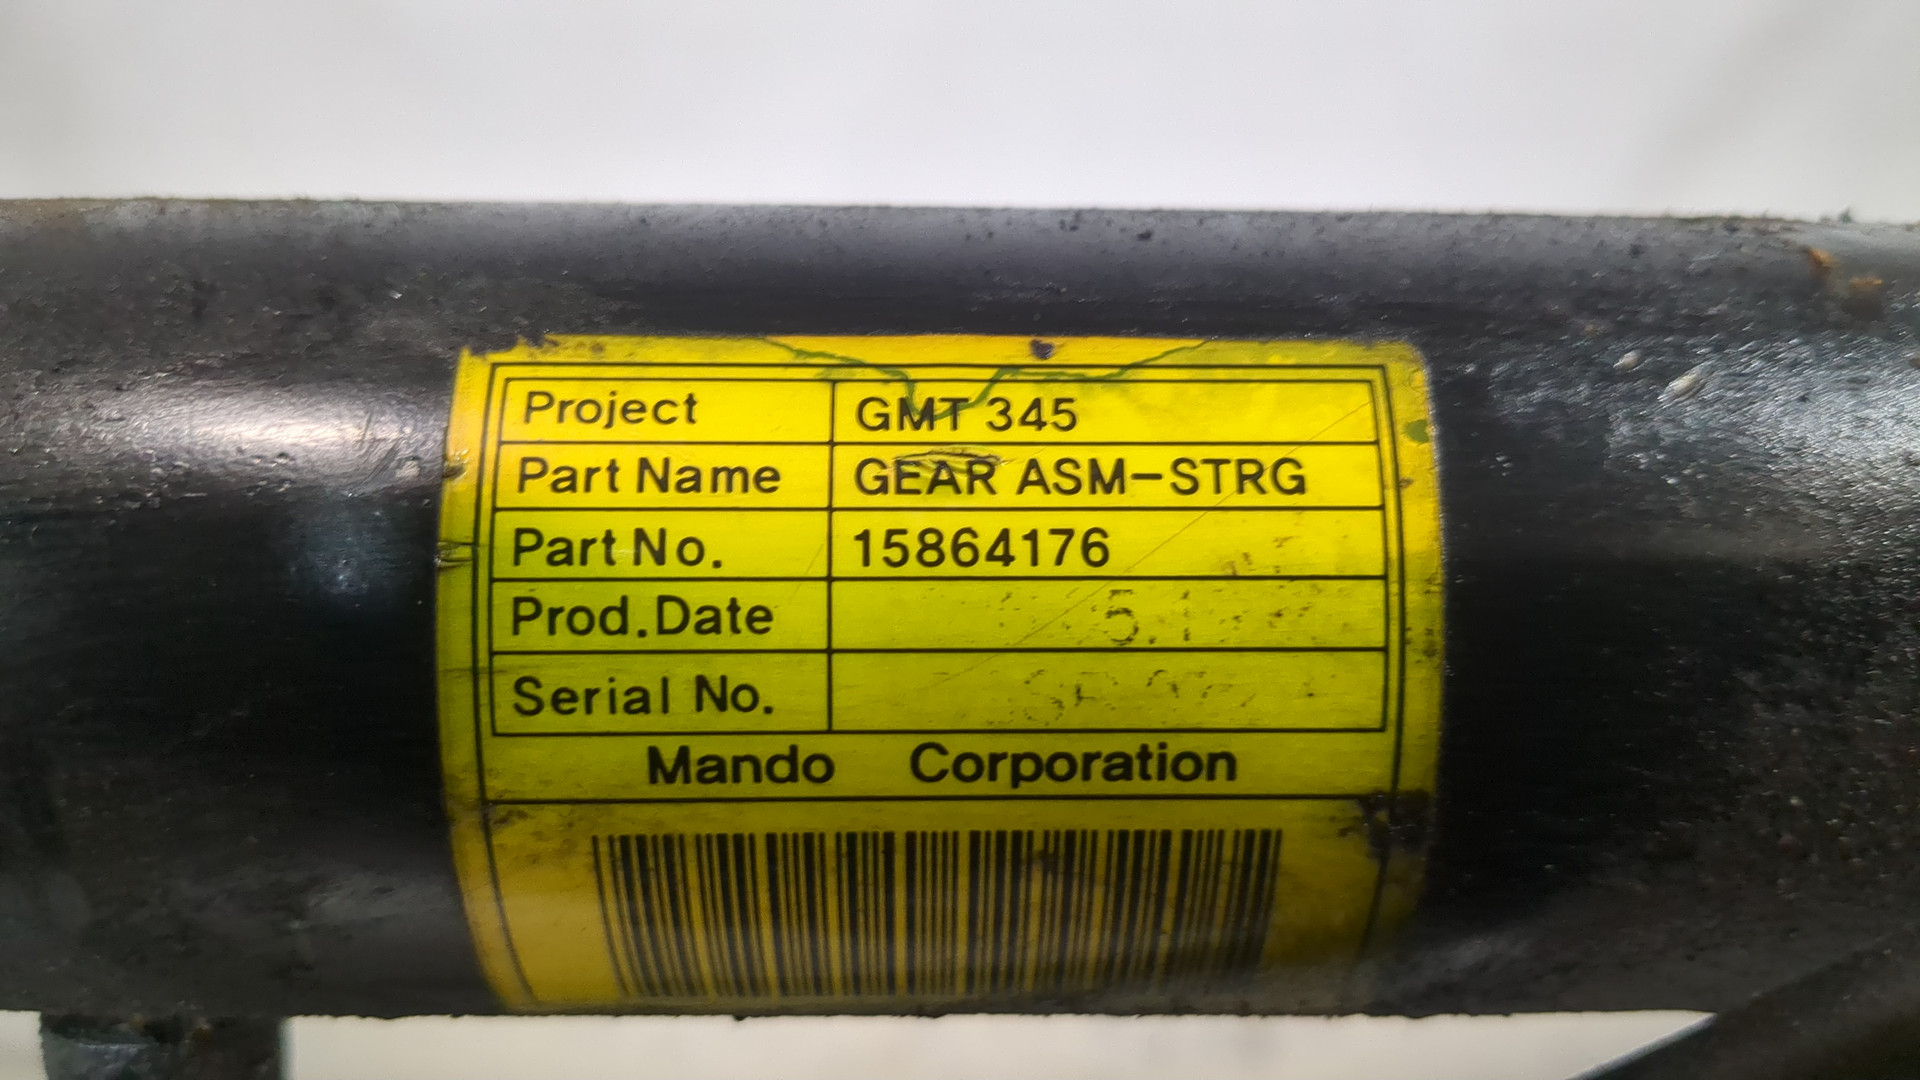 Project GMT 345
Part Name GEAR ASM-STRG
Part No. 15864176
Prod. Date
Serial No.
Mando Corporation